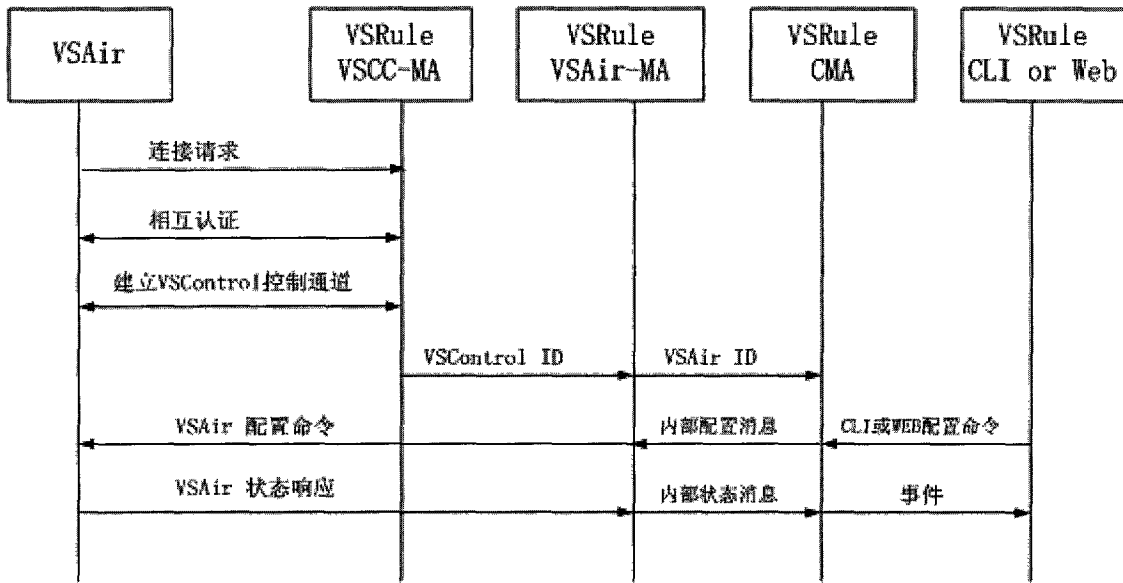 VSAir
VSRule
VSCC-MA
VSRule
VSAir-MA
VSRule
CMA
VSRule
CLI or Web
连接请求
相互认证
建立VSControl控制通道
VSControl ID
VSAir ID
VSAir 配置命令
内部配置消息
CLI或WEB配置命令
VSAir 状态响应
内部状态消息
事件